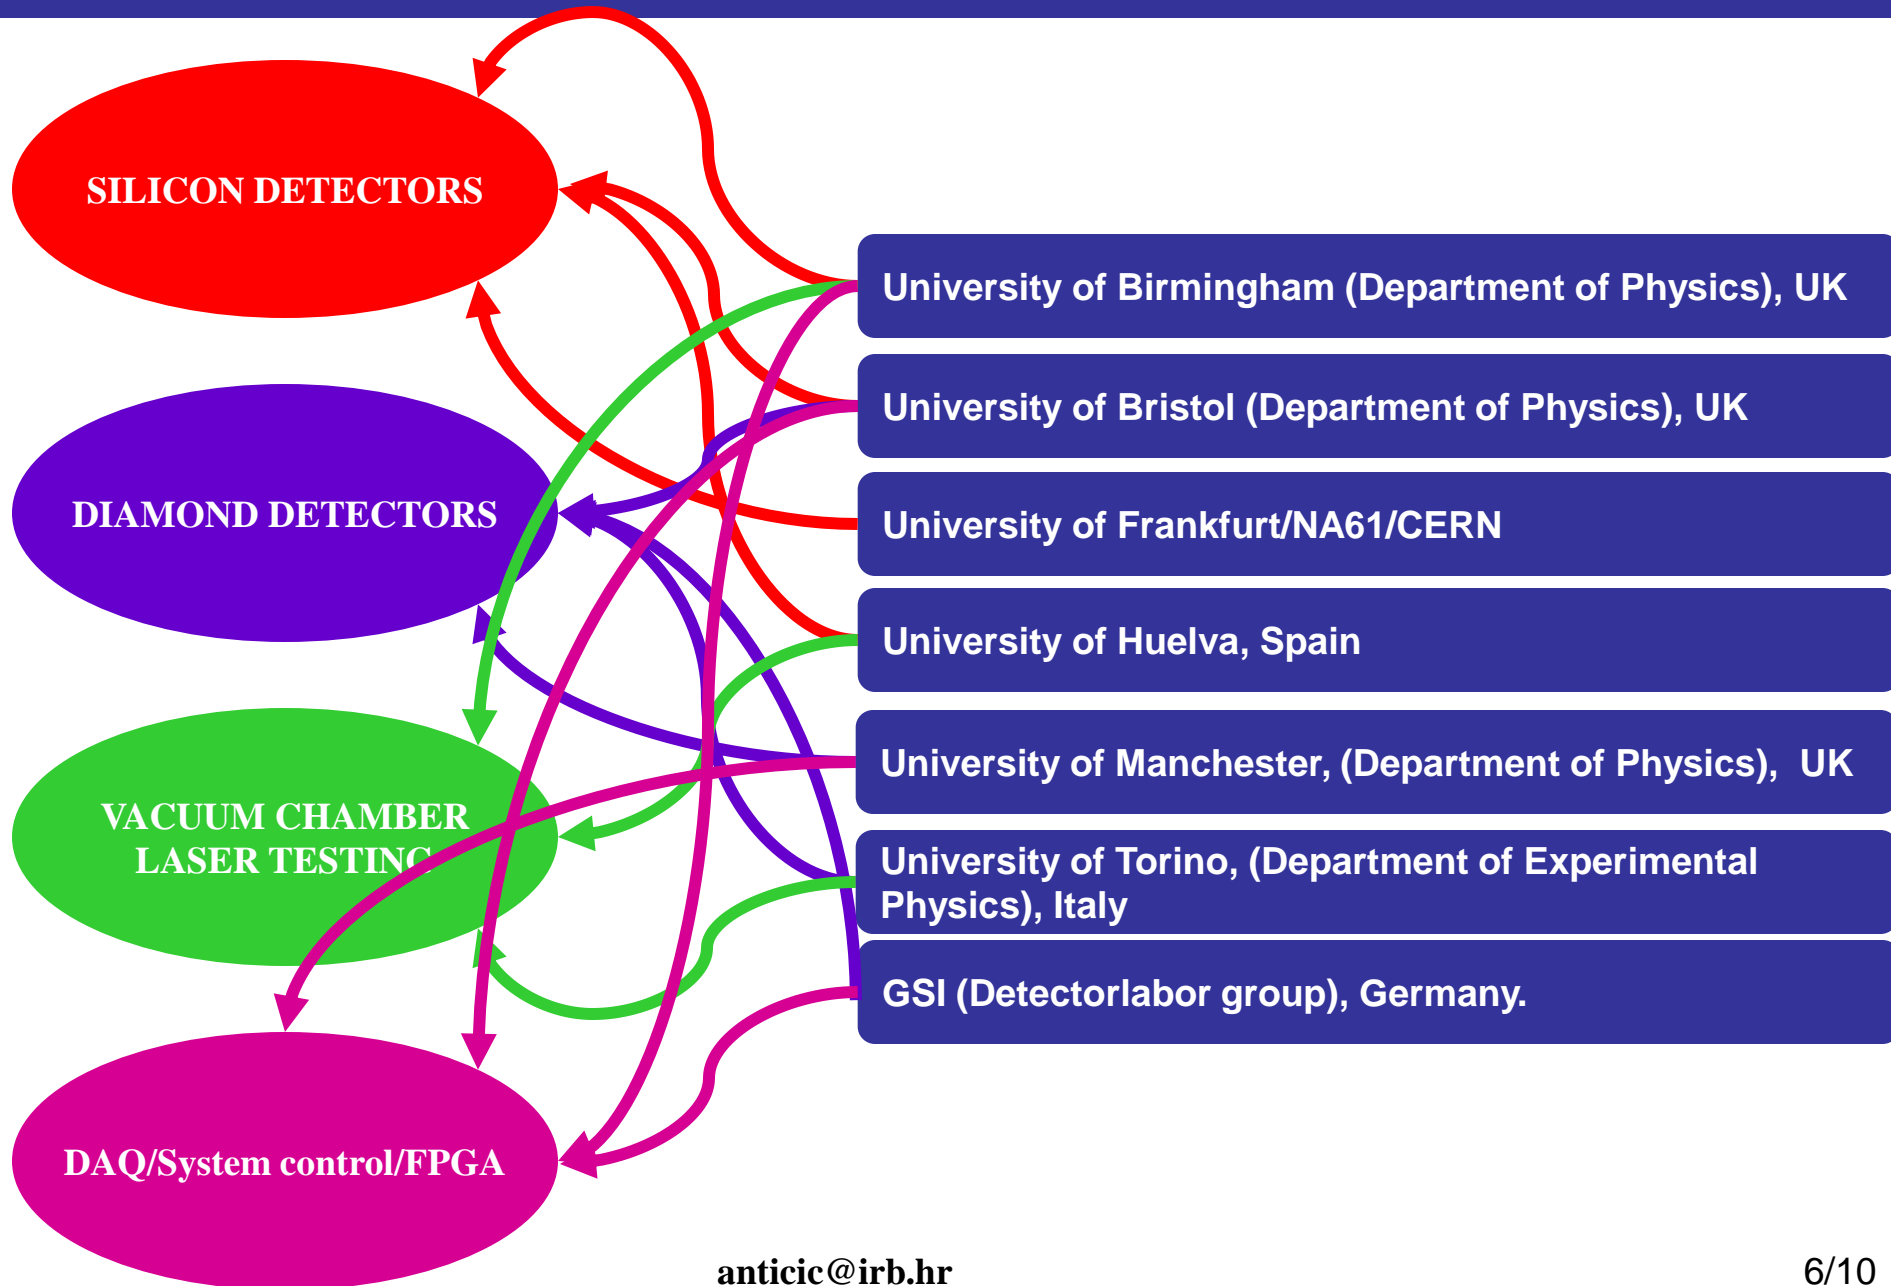 SILICON DETECTORS
DIAMOND DETECTORS
VACUUM CHAMBER
LASER TESTING
DAQ/System control/FPGA
University of Birmingham (Department of Physics), UK
University of Bristol (Department of Physics), UK
University of Frankfurt/NA61/CERN
University of Huelva, Spain
University of Manchester, (Department of Physics),  UK
University of Torino, (Department of Experimental
Physics), Italy
GSI (Detectorlabor group), Germany.
anticic@irb.hr
6/10